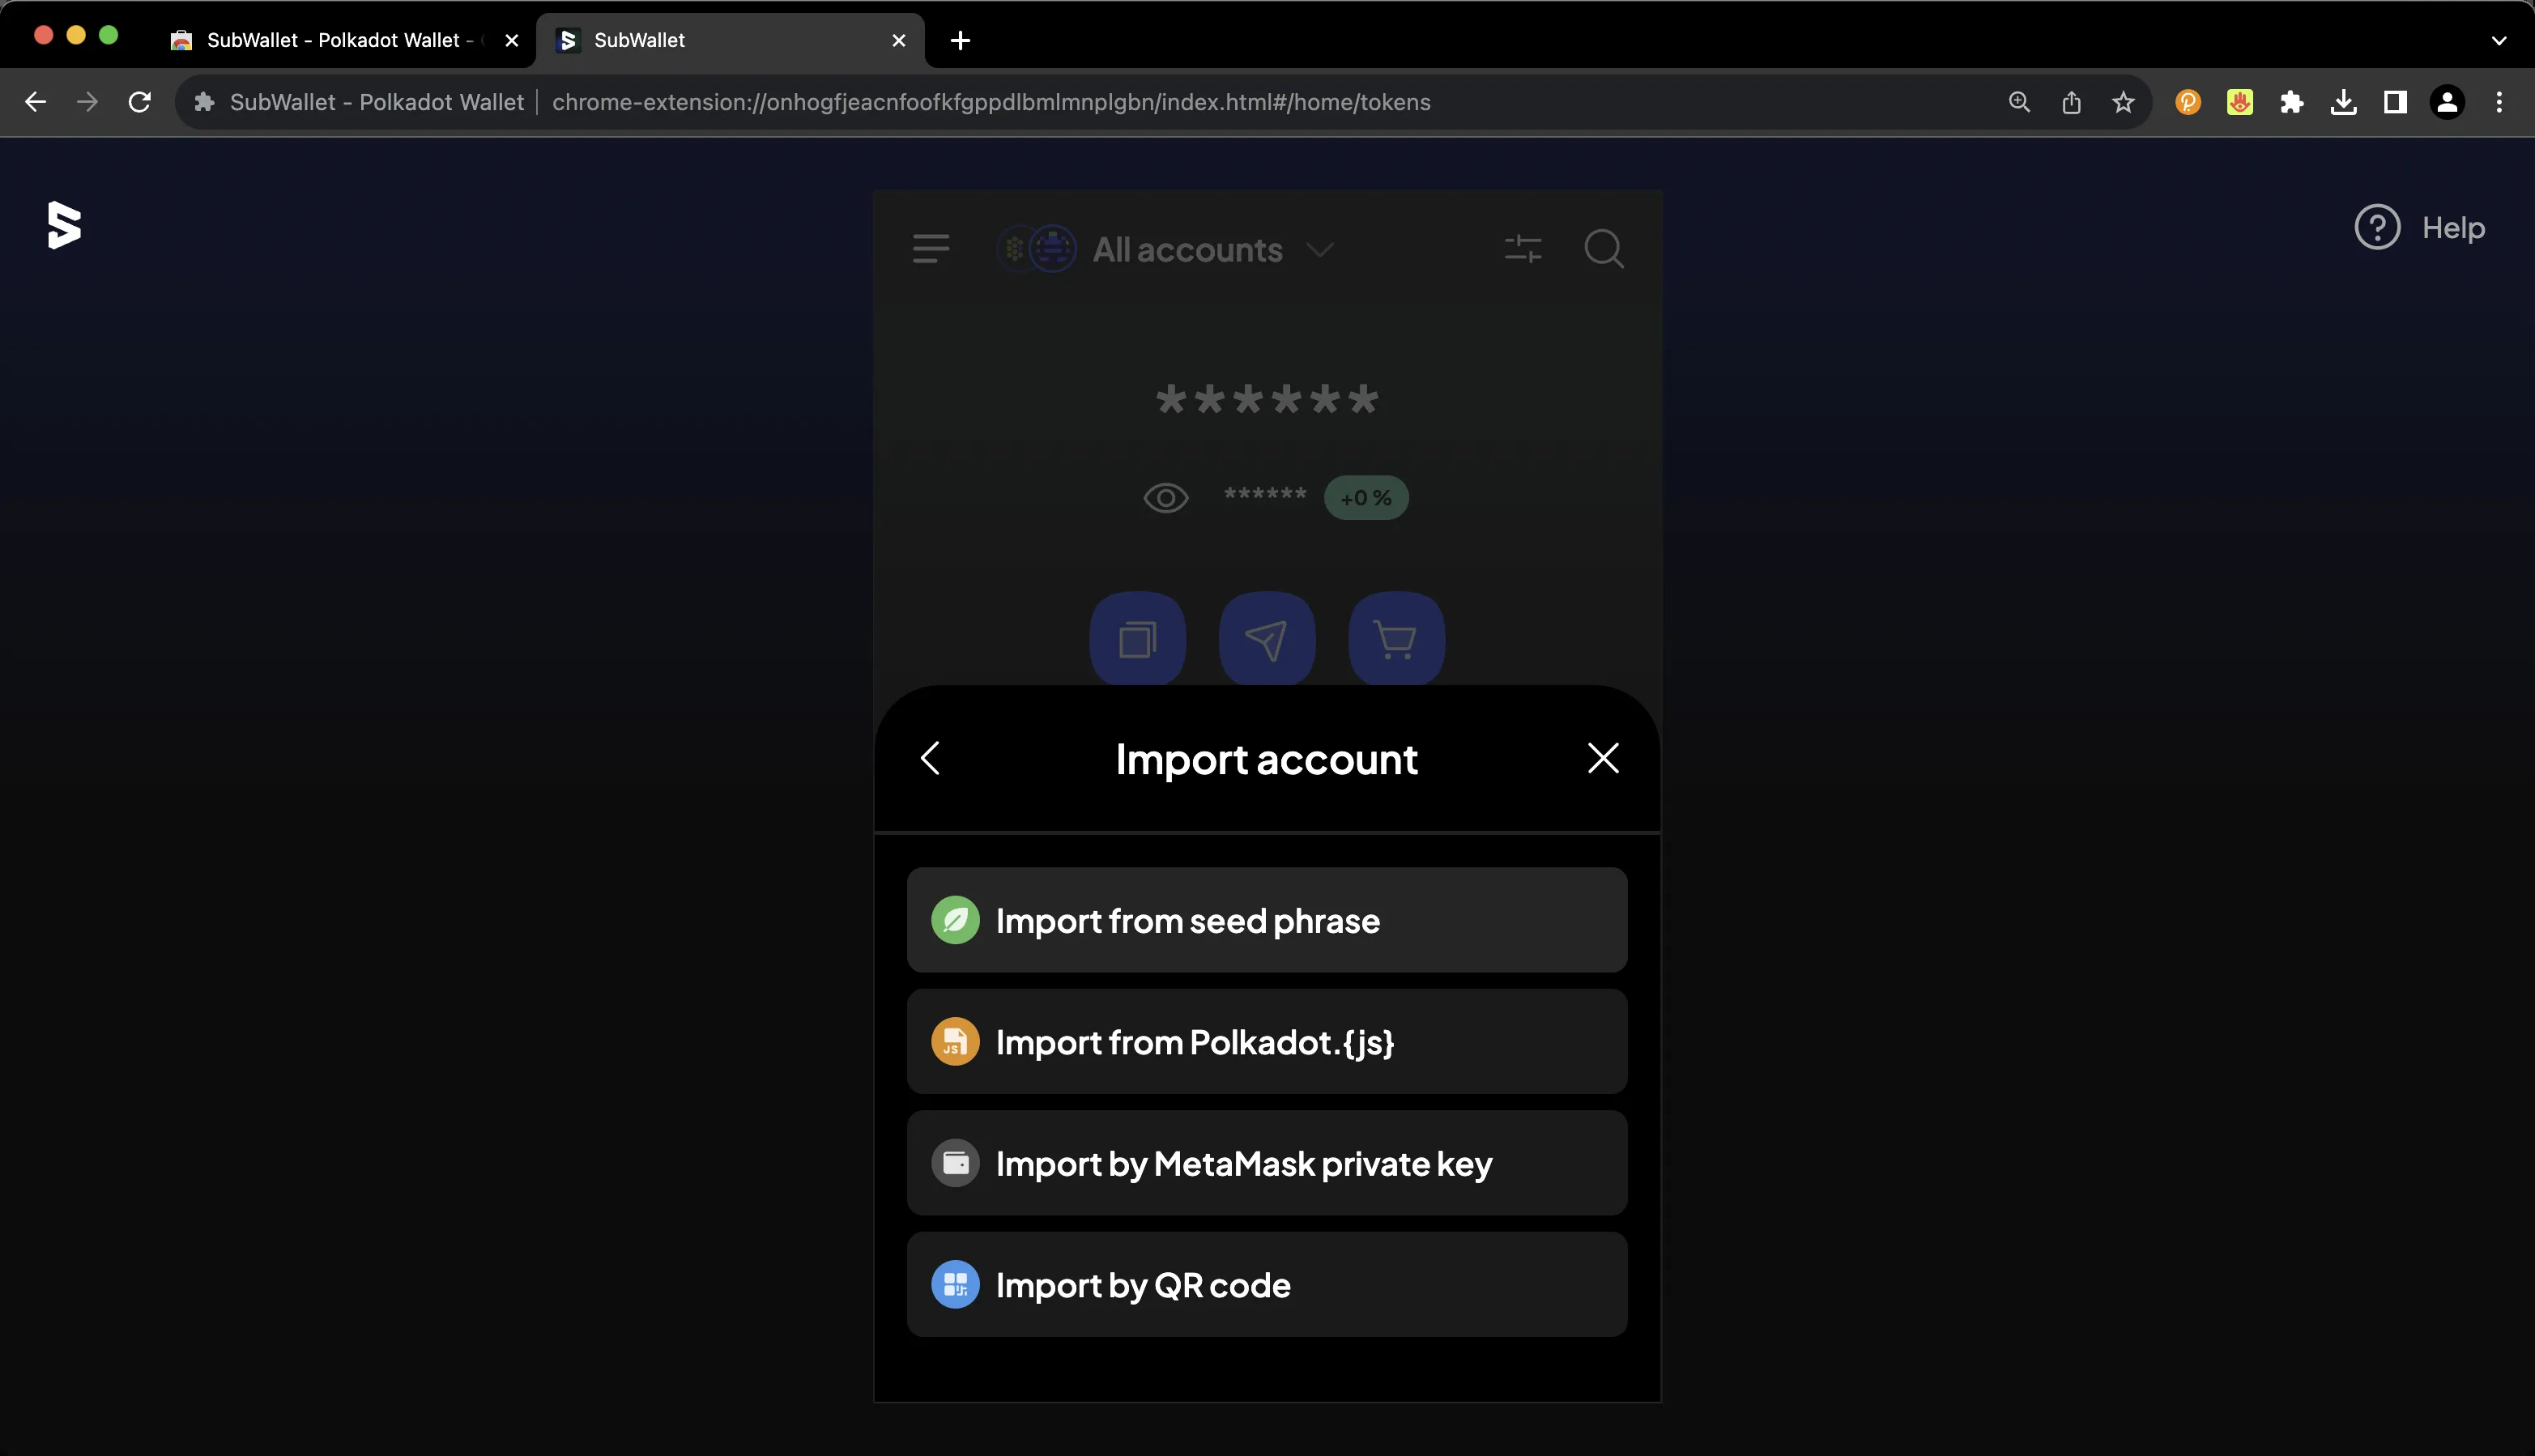 SubWallet - Polkadot Wallet -
SubWallet
SubWallet - Polkadot Wallet
chrome-extension://onhogfjeacnfoofkfgppdlbmlmnplgbn/index.html#/home/tokens
Help
All accounts
******
****** +0 %
Import account
Import from seed phrase
JS
Import from Polkadot.{js}
Import by MetaMask private key
Import by QR code